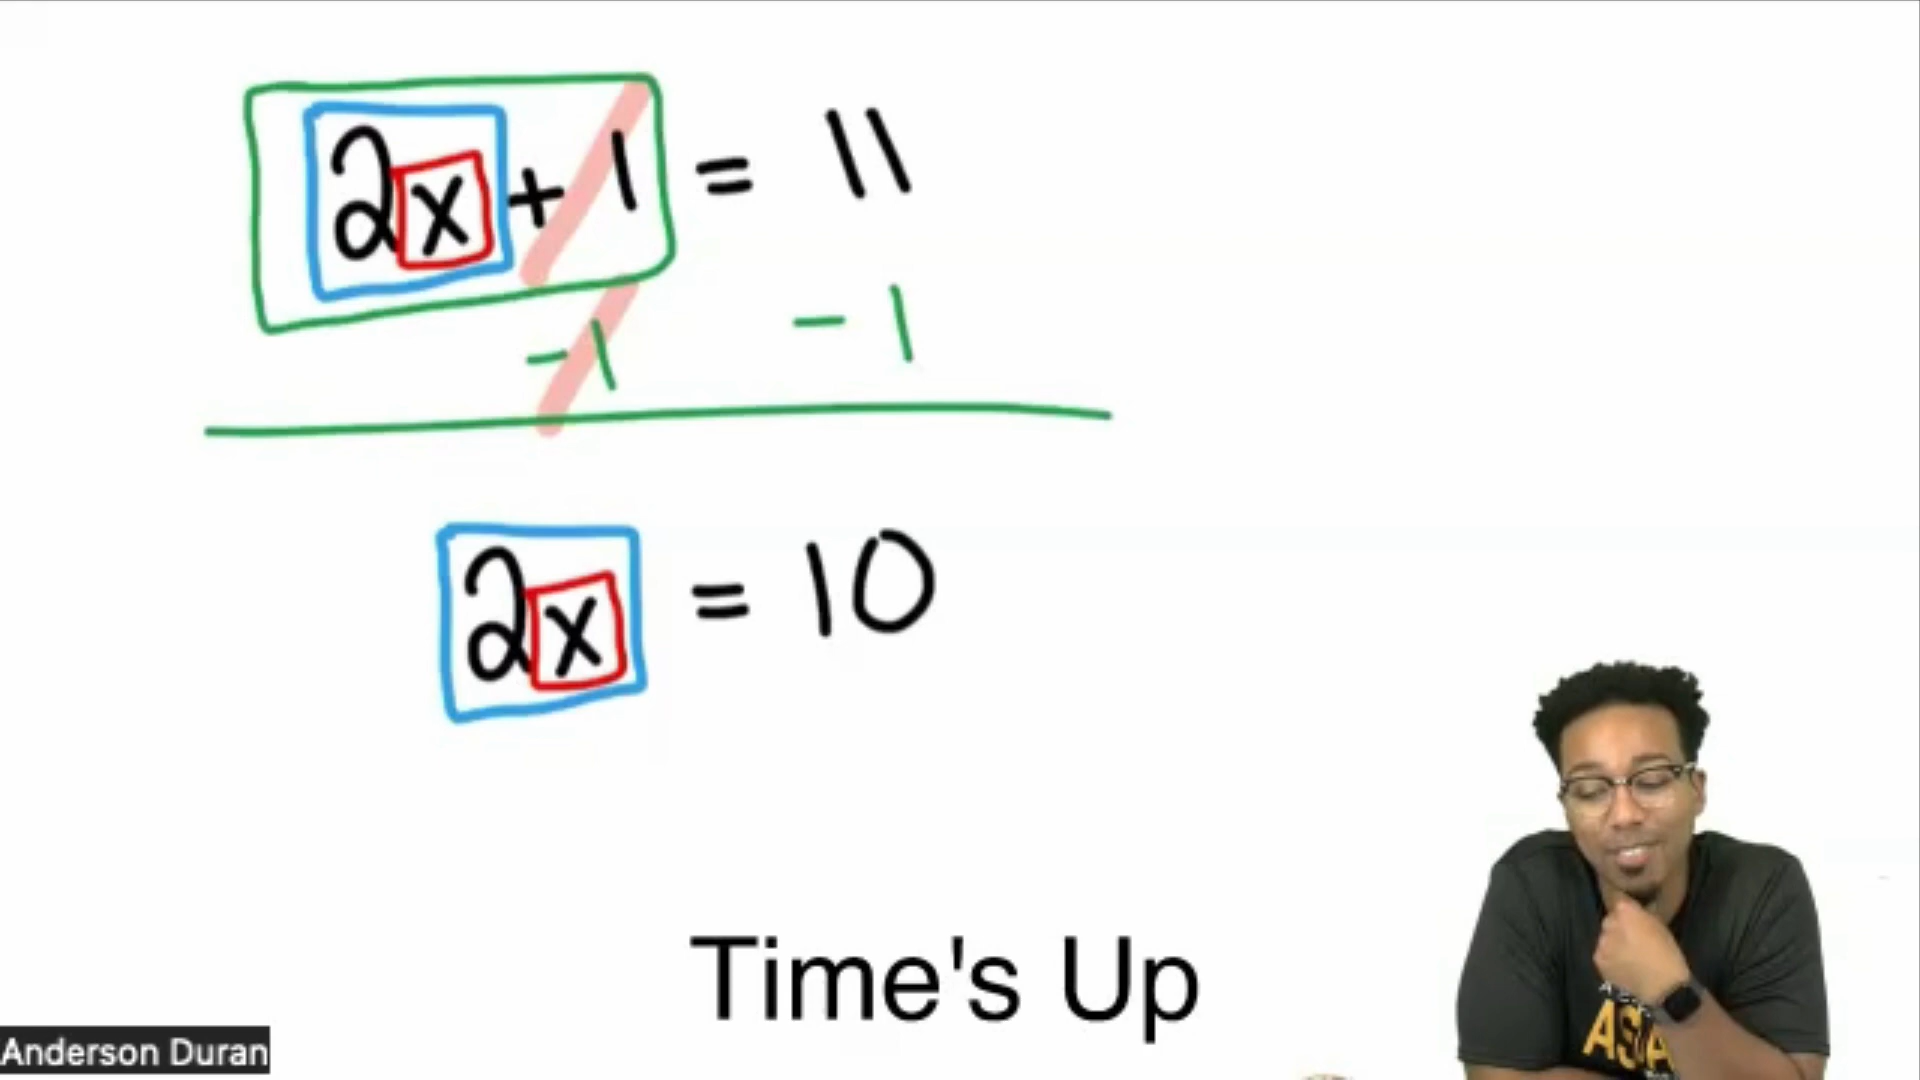 2x + 1 = 11
-1 - 1
2x = 10
Time's Up
Anderson Duran